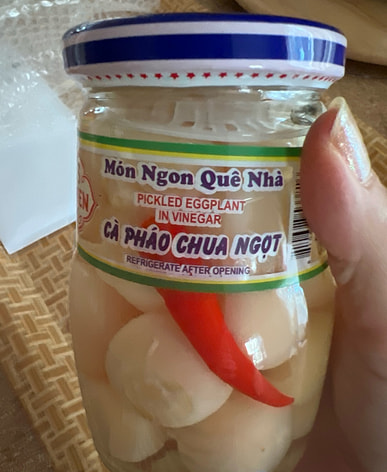 Món Ngon Quê Nhà
PICKLED EGGPLANT
IN VINEGAR
CÀ PHÁO CHUA NGỌT
REFRIGERATE AFTER OPENING